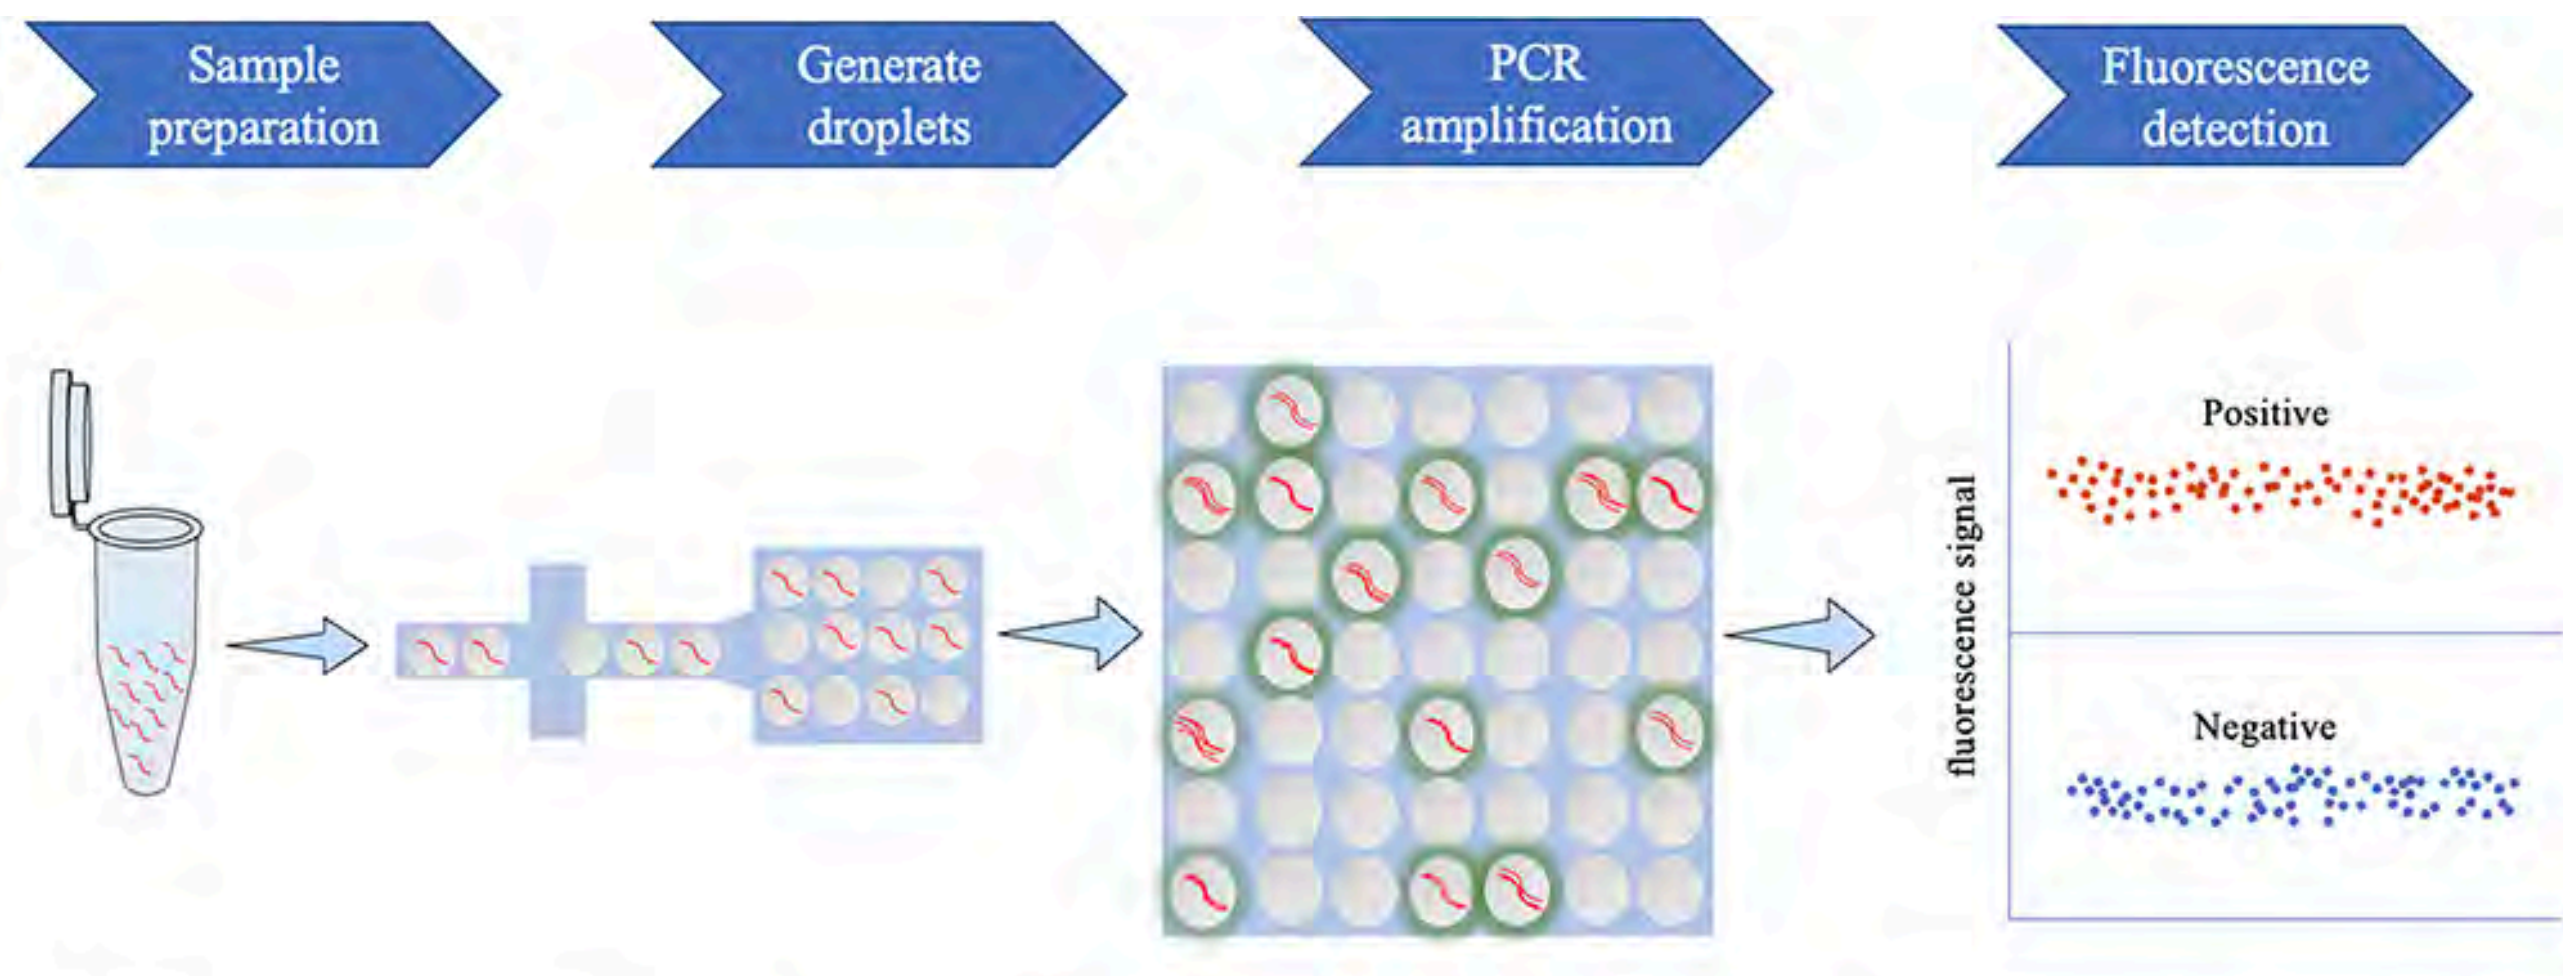 Sample
preparation
Generate
droplets
PCR
amplification
Fluorescence
detection
Positive
fluorescence signal
Negative